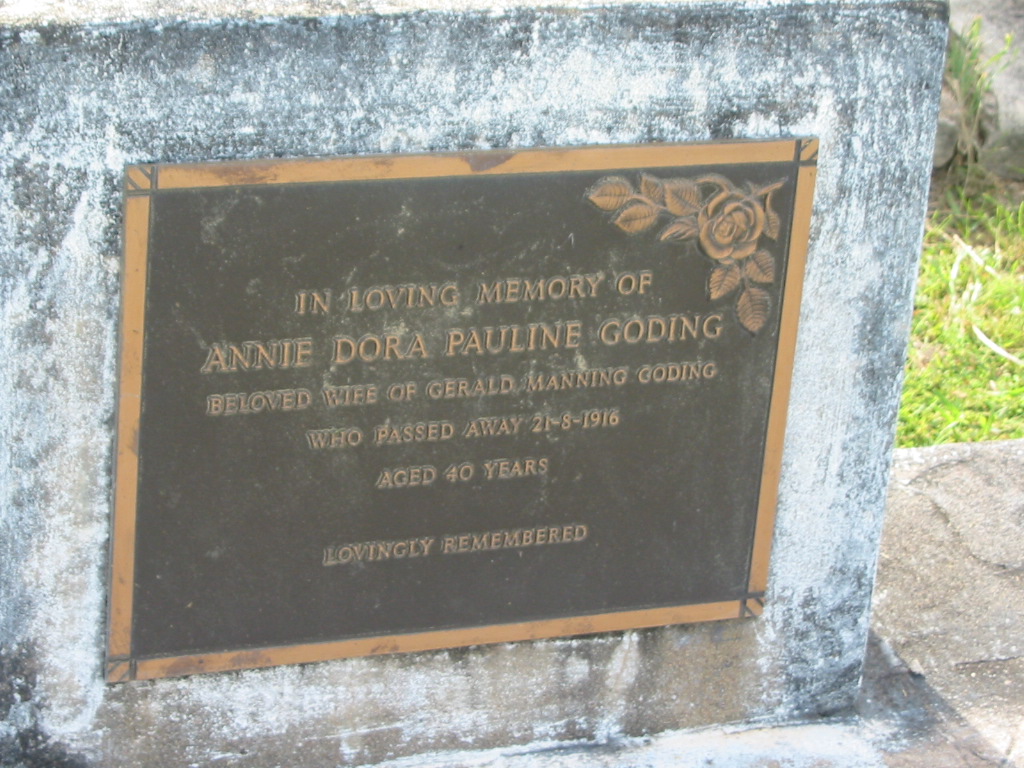 IN LOVING MEMORY OF
ANNIE DORA PAULINE GODING
BELOVED WIFE OF GERALD MANNING GODING
WHO PASSED AWAY 21-8-1916
AGED 40 YEARS
LOVINGLY REMEMBERED